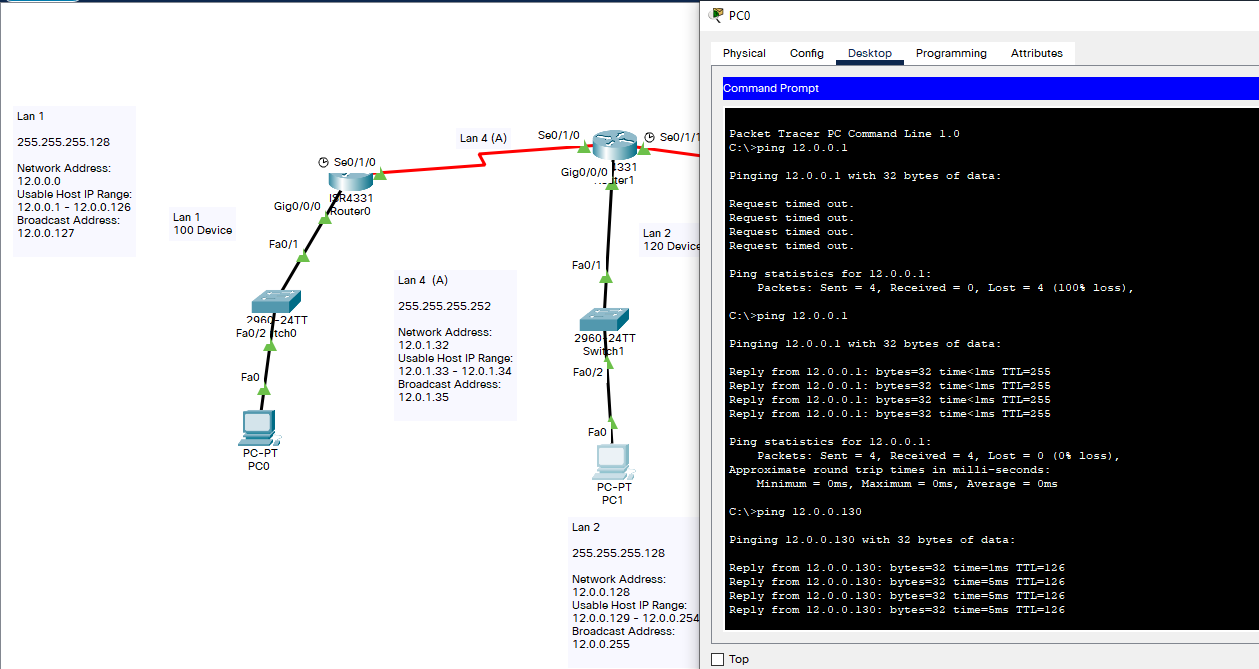 PC0
Physical Config Desktop Programming Attributes
Command Prompt
Packet Tracer PC Command Line 1.0
C:\>ping 12.0.0.1
Pinging 12.0.0.1 with 32 bytes of data:
Request timed out.
Request timed out.
Request timed out.
Request timed out.
Ping statistics for 12.0.0.1:
Packets: Sent = 4, Received = 0, Lost = 4 (100% loss),
C:\>ping 12.0.0.1
Pinging 12.0.0.1 with 32 bytes of data:
Reply from 12.0.0.1: bytes=32 time<1ms TTL=255
Reply from 12.0.0.1: bytes=32 time<1ms TTL=255
Reply from 12.0.0.1: bytes=32 time<1ms TTL=255
Reply from 12.0.0.1: bytes=32 time<1ms TTL=255
Ping statistics for 12.0.0.1:
Packets: Sent = 4, Received = 4, Lost = 0 (0% loss),
Approximate round trip times in milli-seconds:
Minimum = 0ms, Maximum = 0ms, Average = 0ms
C:\>ping 12.0.0.130
Pinging 12.0.0.130 with 32 bytes of data:
Reply from 12.0.0.130: bytes=32 time=1ms TTL=126
Reply from 12.0.0.130: bytes=32 time=5ms TTL=126
Reply from 12.0.0.130: bytes=32 time=5ms TTL=126
Reply from 12.0.0.130: bytes=32 time=5ms TTL=126
Top
Lan 1
255.255.255.128
Network Address:
12.0.0.0
Usable Host IP Range:
12.0.0.1 - 12.0.0.126
Broadcast Address:
12.0.0.127
Lan 1
100 Device
Se0/1/0
ISR4331
Router0
Gig0/0/0
Fa0/1
2960-24TT
Fa0/2 tch0
Fa0
PC-PT
PC0
Lan 4 (A)
Lan 4 (A)
255.255.255.252
Network Address:
12.0.1.32
Usable Host IP Range:
12.0.1.33 - 12.0.1.34
Broadcast Address:
12.0.1.35
Se0/1/0
Se0/1/1
4331
Gig0/0/0
uter1
Lan 2
120 Device
Fa0/1
2960-24TT
Switch1
Fa0/2
Fa0
PC-PT
PC1
Lan 2
255.255.255.128
Network Address:
12.0.0.128
Usable Host IP Range:
12.0.0.129 - 12.0.0.254
Broadcast Address:
12.0.0.255